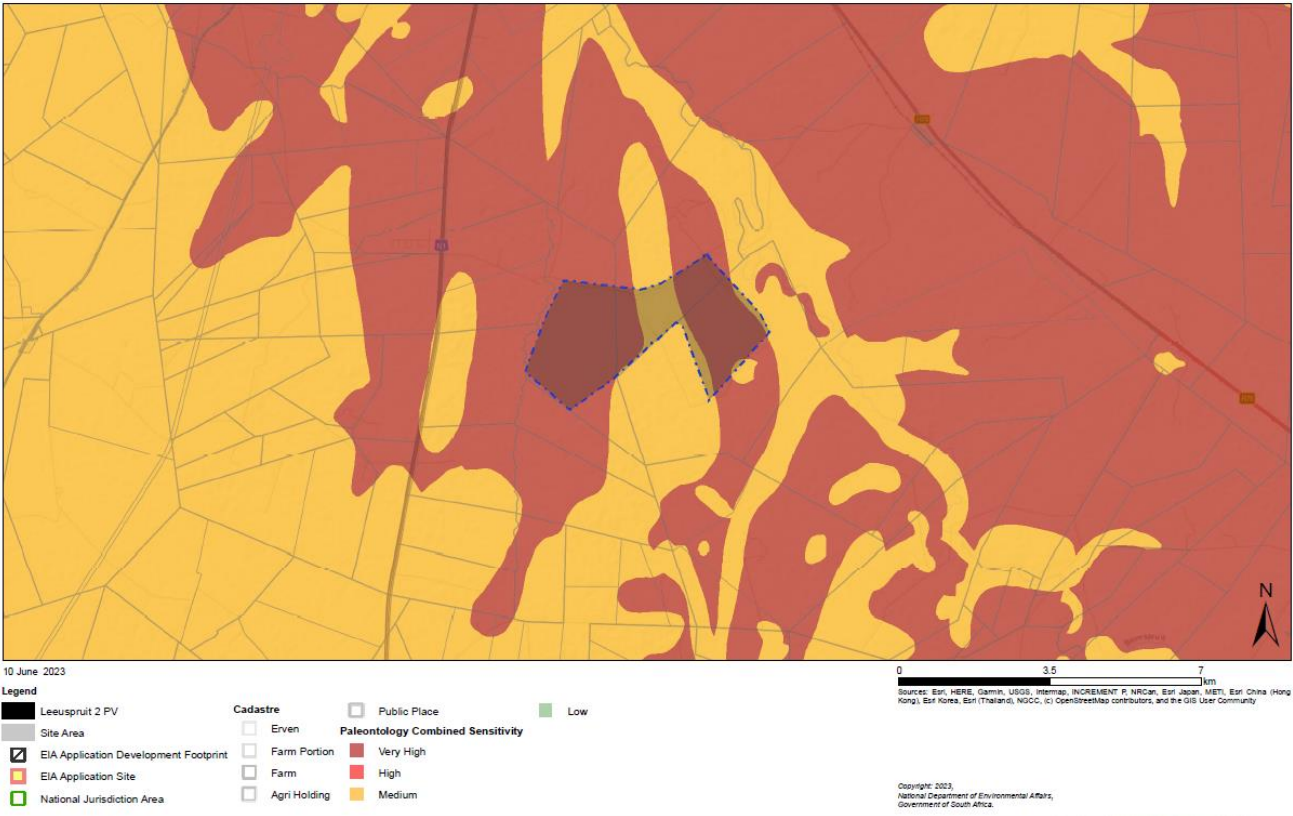 N
10 June 2023
0 3.5 7
km
Sources: Esri, HERE, Garmin, USGS, Intermap, INCREMENT P, NRCan, Esri Japan, METI, Esri China (Hong
Kong), Esri Korea, Esri (Thailand), NGCC, (c) OpenStreetMap contributors, and the GIS User Community
Legend
Leeuspruit 2 PV
Site Area
EIA Application Development Footprint
EIA Application Site
National Jurisdiction Area
Cadastre
Erven
Farm Portion
Farm
Agri Holding
Public Place
Paleontology Combined Sensitivity
Very High
High
Medium
Low
Copyright: 2023,
National Department of Environmental Affairs,
Government of South Africa.